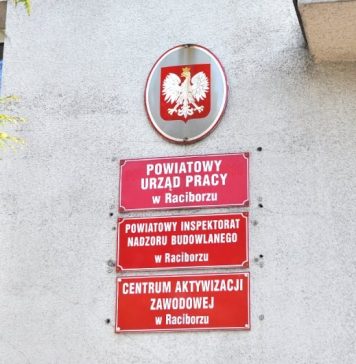 POWIATOWY
URZĄD PRACY
w Raciborzu
POWIATOWY INSPEKTORAT
NADZORU BUDOWLANEGO
w Raciborzu
CENTRUM AKTYWIZACJI
ZAWODOWEJ
w Raciborzu